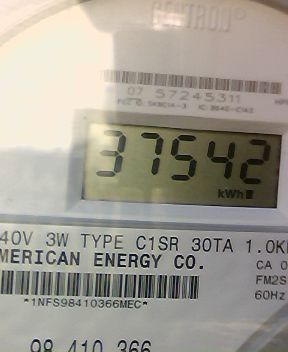 CENTRON®
07 57245311
37542
kWh
40V 3W TYPE C1SR 30TA 1.0K
MERICAN ENERGY CO.
CA 0
FM2S
*1NFS98410366MEC*
60Hz
98 410 366